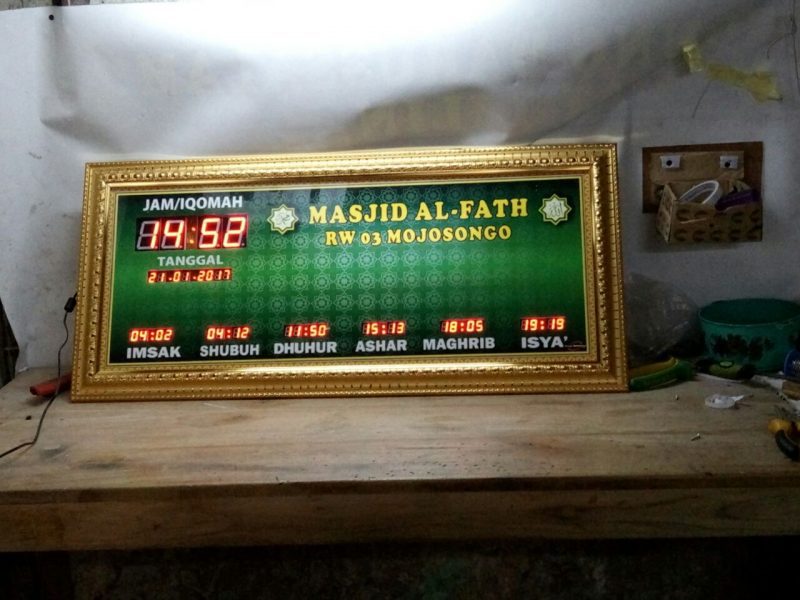 JAM/IQOMAH
14:52
TANGGAL
21-01-2017
MASJID AL-FATH
RW 03 MOJOSONGO
04:02 04:12 11:50 15:13 18:05 19:19
IMSAK SHUBUH DHUHUR ASHAR MAGHRIB ISYA'